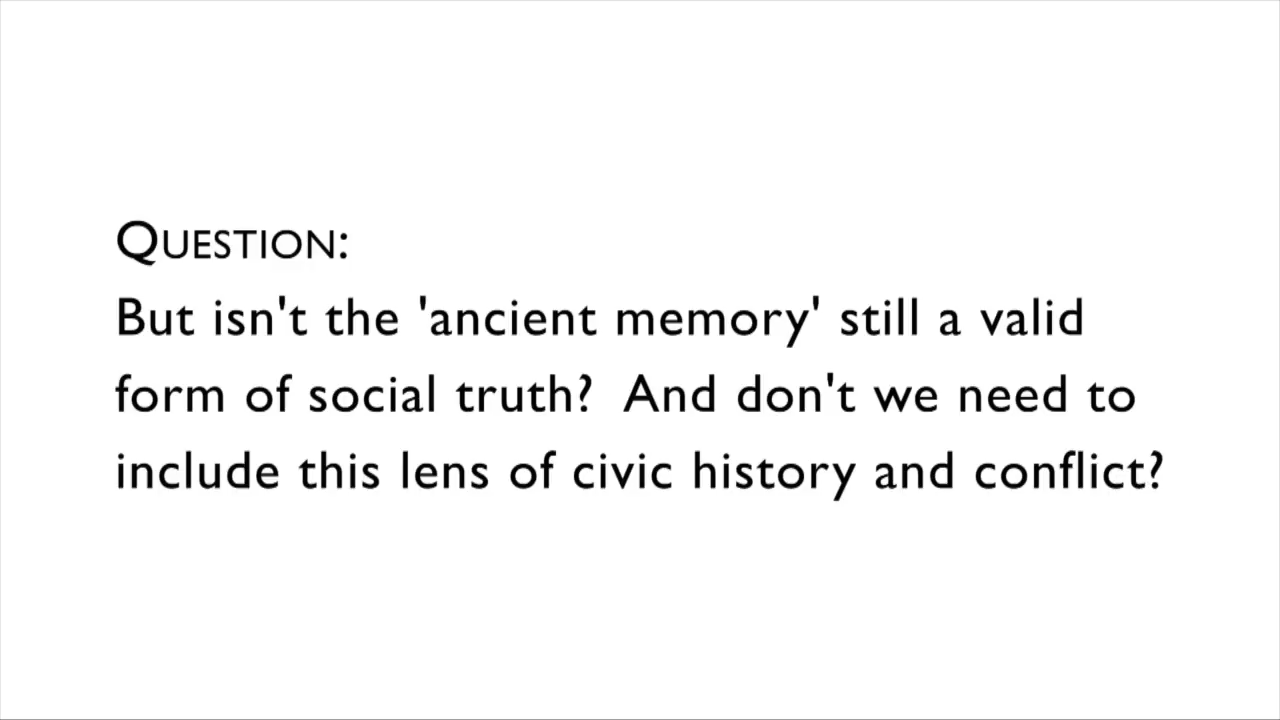 QUESTION:
But isn't the 'ancient memory' still a valid
form of social truth?  And don't we need to
include this lens of civic history and conflict?